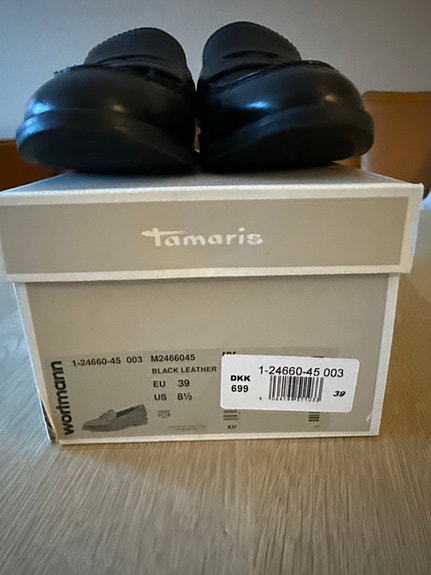 Tamaris
1-24660-45 003 M2466045
BLACK LEATHER
EU 39
US 8½
wortmann
DKK
699
1-24660-45 003
39
KH